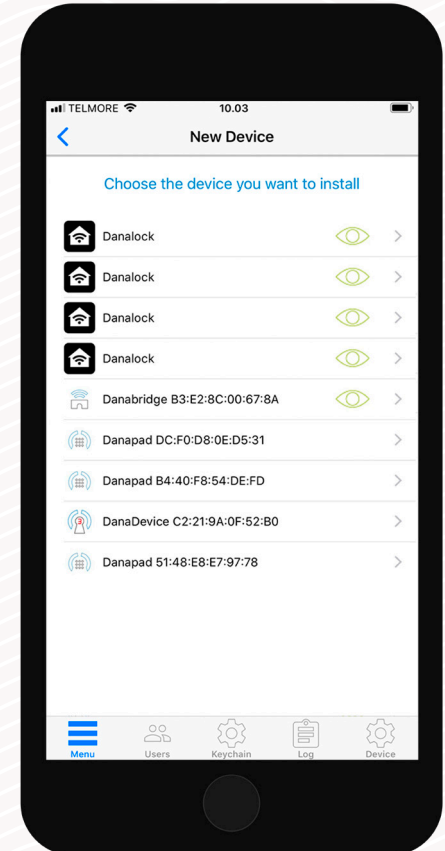 TELMORE 10.03
New Device
Choose the device you want to install
Danalock
Danalock
Danalock
Danalock
Danabridge B3:E2:8C:00:67:8A
Danapad DC:F0:D8:0E:D5:31
Danapad B4:40:F8:54:DE:FD
3 DanaDevice C2:21:9A:0F:52:B0
Danapad 51:48:E8:E7:97:78
Menu Users Keychain Log Device